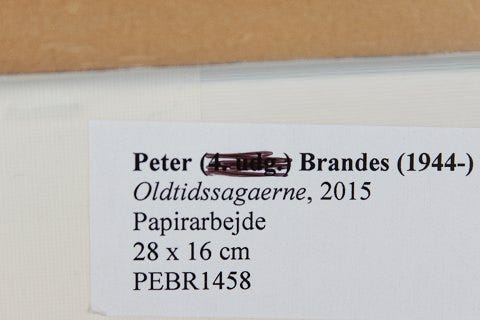 Peter (4. udg.) Brandes (1944-)
Oldtidssagaerne, 2015
Papirarbejde
28 x 16 cm
PEBR1458